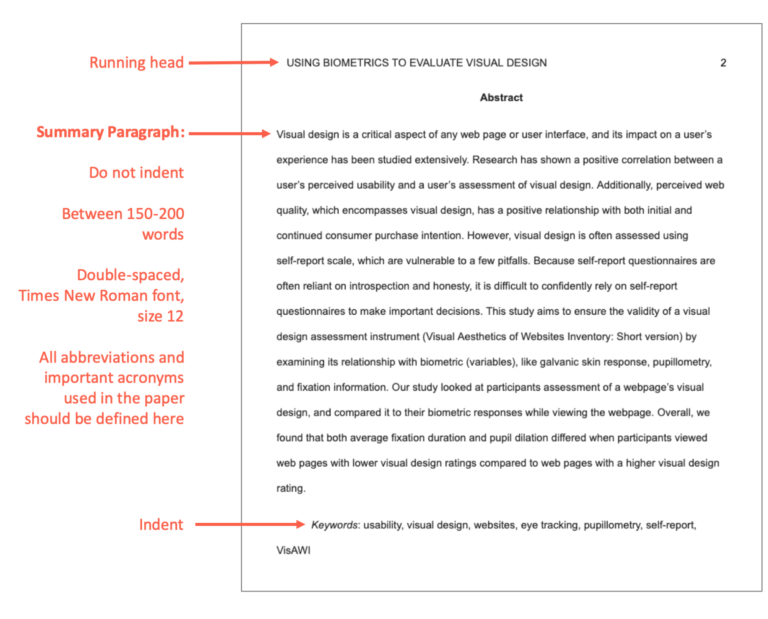 Running head
USING BIOMETRICS TO EVALUATE VISUAL DESIGN 2
Abstract
Summary Paragraph:
Do not indent
Between 150-200
words
Double-spaced,
Times New Roman font,
size 12
All abbreviations and
important acronyms
used in the paper
should be defined here
Visual design is a critical aspect of any web page or user interface, and its impact on a user's
experience has been studied extensively. Research has shown a positive correlation between a
user's perceived usability and a user's assessment of visual design. Additionally, perceived web
quality, which encompasses visual design, has a positive relationship with both initial and
continued consumer purchase intention. However, visual design is often assessed using
self-report scale, which are vulnerable to a few pitfalls. Because self-report questionnaires are
often reliant on introspection and honesty, it is difficult to confidently rely on self-report
questionnaires to make important decisions. This study aims to ensure the validity of a visual
design assessment instrument (Visual Aesthetics of Websites Inventory: Short version) by
examining its relationship with biometric (variables), like galvanic skin response, pupillometry,
and fixation information. Our study looked at participants assessment of a webpage's visual
design, and compared it to their biometric responses while viewing the webpage. Overall, we
found that both average fixation duration and pupil dilation differed when participants viewed
web pages with lower visual design ratings compared to web pages with a higher visual design
rating.
Indent
Keywords: usability, visual design, websites, eye tracking, pupillometry, self-report,
VisAWI